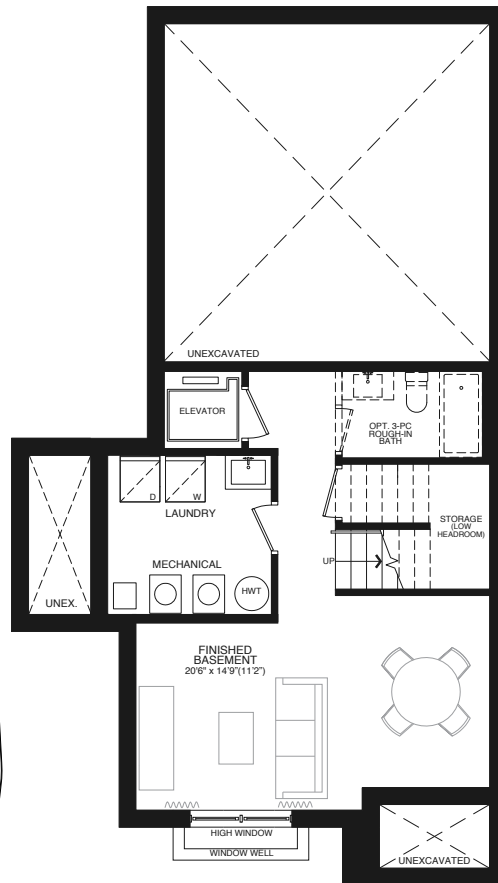 UNEXCAVATED
ELEVATOR
OPT. 3-PC
ROUGH-IN
BATH
D
W
LAUNDRY
STORAGE
(LOW
HEADROOM)
MECHANICAL
UP
HWT
UNEX.
FINISHED
BASEMENT
20'6" x 14'9"(11'2")
HIGH WINDOW
WINDOW WELL
UNEXCAVATED